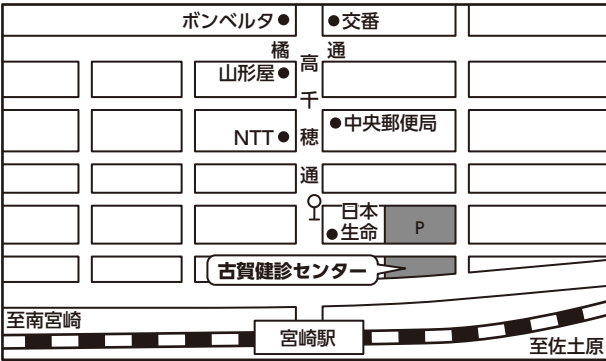 ボンベルタ
交番
橘通
山形屋
高千穂通
NTT
中央郵便局
日本
生命
P
古賀健診センター
至南宮崎
宮崎駅
至佐土原